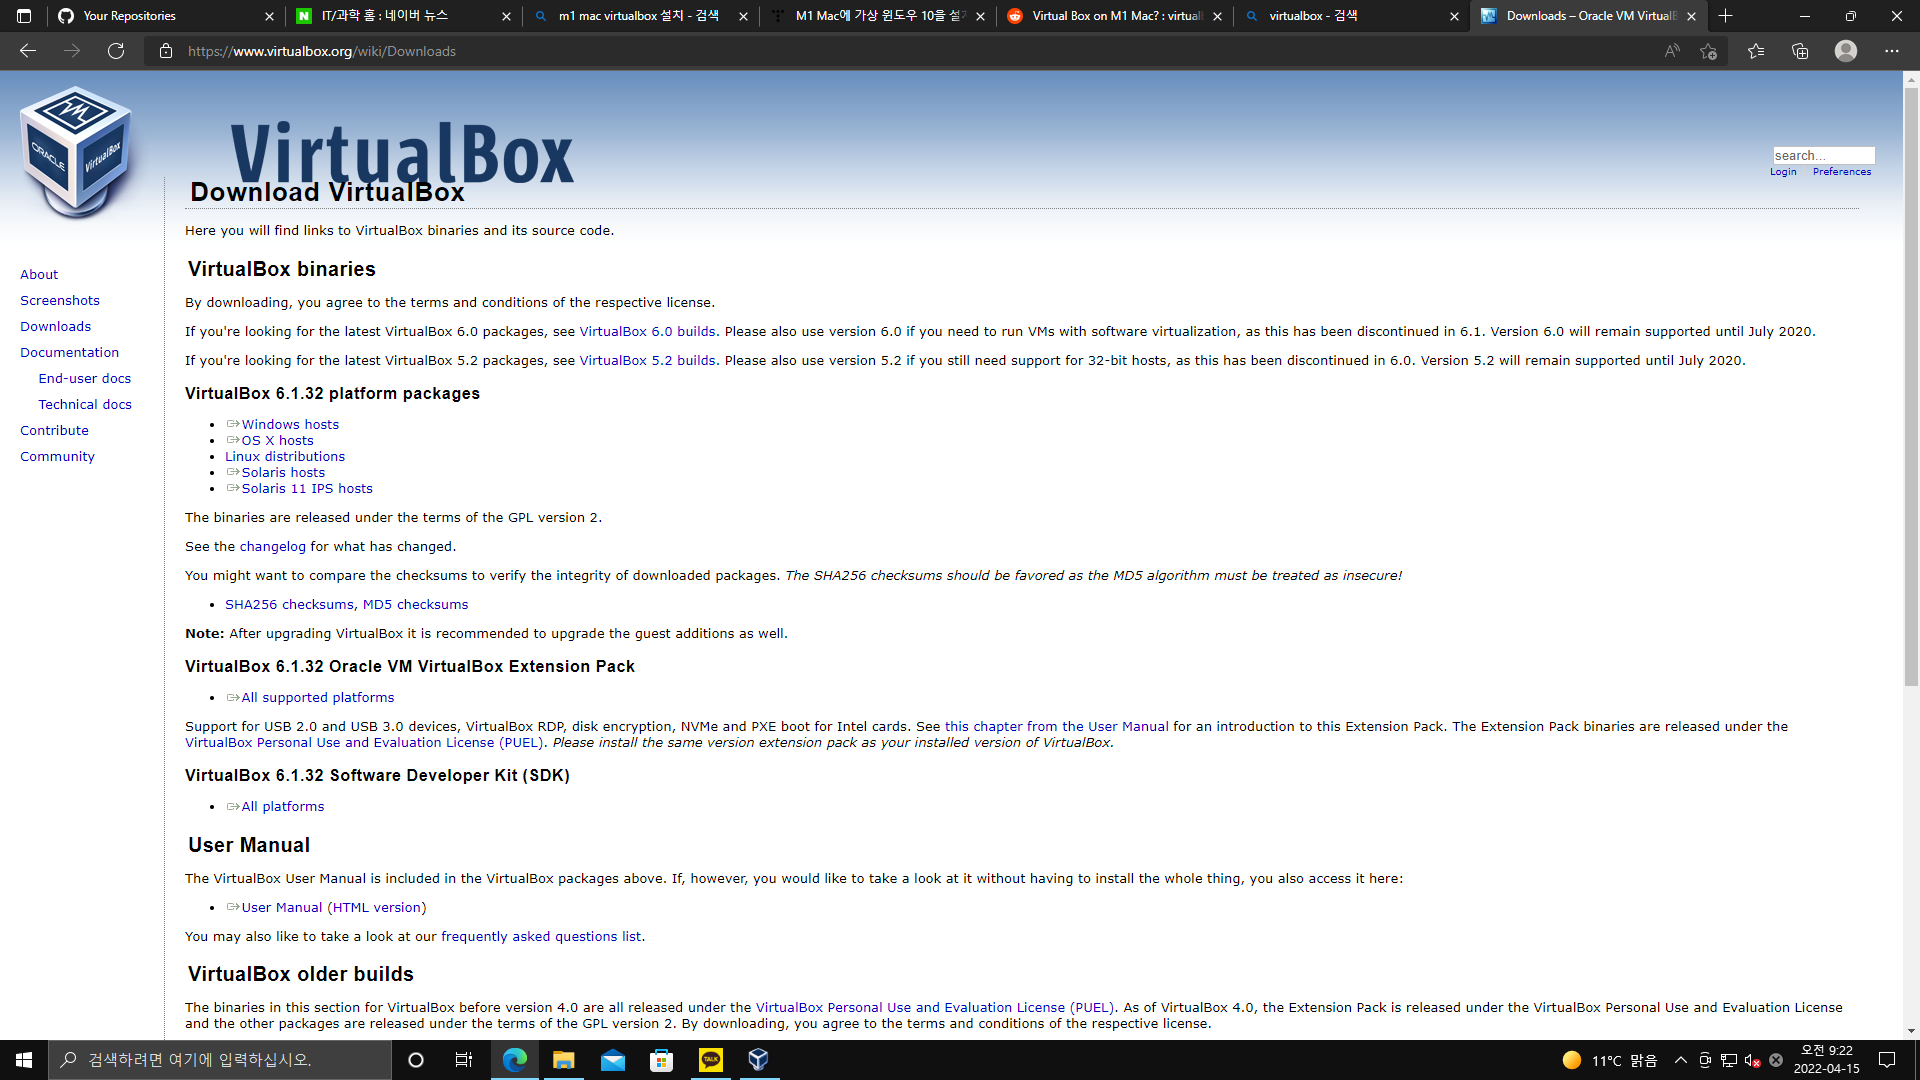 Your Repositories
IT/과학 홈 : 네이버 뉴스
m1 mac virtualbox 설치 - 검색
M1 Mac에 가상 윈도우 10을 설
Virtual Box on M1 Mac? : virtual
virtualbox - 검색
Downloads – Oracle VM VirtualB
https://www.virtualbox.org/wiki/Downloads
ORACLE
VirtualBox
VirtualBox
search...
Login Preferences
Download VirtualBox
Here you will find links to VirtualBox binaries and its source code.
About
Screenshots
Downloads
Documentation
End-user docs
Technical docs
Contribute
Community
VirtualBox binaries
By downloading, you agree to the terms and conditions of the respective license.
If you're looking for the latest VirtualBox 6.0 packages, see VirtualBox 6.0 builds. Please also use version 6.0 if you need to run VMs with software virtualization, as this has been discontinued in 6.1. Version 6.0 will remain supported until July 2020.
If you're looking for the latest VirtualBox 5.2 packages, see VirtualBox 5.2 builds. Please also use version 5.2 if you still need support for 32-bit hosts, as this has been discontinued in 6.0. Version 5.2 will remain supported until July 2020.
VirtualBox 6.1.32 platform packages
Windows hosts
OS X hosts
Linux distributions
Solaris hosts
Solaris 11 IPS hosts
The binaries are released under the terms of the GPL version 2.
See the changelog for what has changed.
You might want to compare the checksums to verify the integrity of downloaded packages. The SHA256 checksums should be favored as the MD5 algorithm must be treated as insecure!
SHA256 checksums, MD5 checksums
Note: After upgrading VirtualBox it is recommended to upgrade the guest additions as well.
VirtualBox 6.1.32 Oracle VM VirtualBox Extension Pack
All supported platforms
Support for USB 2.0 and USB 3.0 devices, VirtualBox RDP, disk encryption, NVMe and PXE boot for Intel cards. See this chapter from the User Manual for an introduction to this Extension Pack. The Extension Pack binaries are released under the
VirtualBox Personal Use and Evaluation License (PUEL). Please install the same version extension pack as your installed version of VirtualBox.
VirtualBox 6.1.32 Software Developer Kit (SDK)
All platforms
User Manual
The VirtualBox User Manual is included in the VirtualBox packages above. If, however, you would like to take a look at it without having to install the whole thing, you also access it here:
User Manual (HTML version)
You may also like to take a look at our frequently asked questions list.
VirtualBox older builds
The binaries in this section for VirtualBox before version 4.0 are all released under the VirtualBox Personal Use and Evaluation License (PUEL). As of VirtualBox 4.0, the Extension Pack is released under the VirtualBox Personal Use and Evaluation License
and the other packages are released under the terms of the GPL version 2. By downloading, you agree to the terms and conditions of the respective license.
검색하려면 여기에 입력하십시오.
TALK
11°C 맑음
오전 9:22
2022-04-15